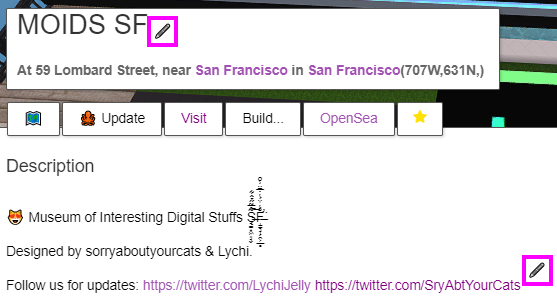 MOIDS SF
At 59 Lombard Street, near San Francisco in San Francisco(707W,631N,)
Update Visit Build... OpenSea
Description
Museum of Interesting Digital Stuffs SF
Designed by sorryaboutyourcats & Lychi.
Follow us for updates: https://twitter.com/LychiJelly https://twitter.com/SryAbtYourCats